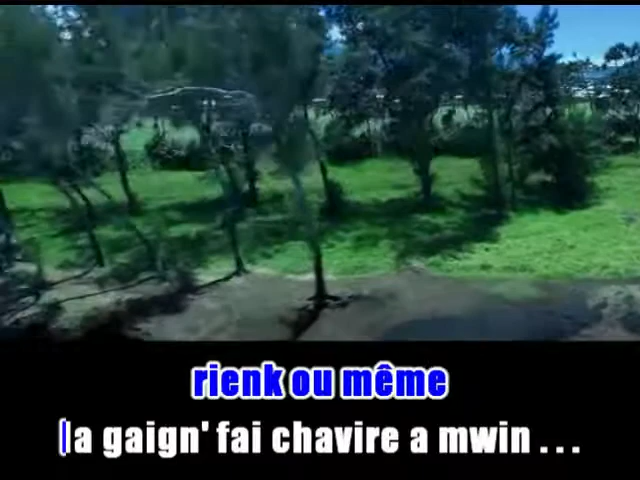 rienk ou même
la gaign' fai chavire a mwin . . .